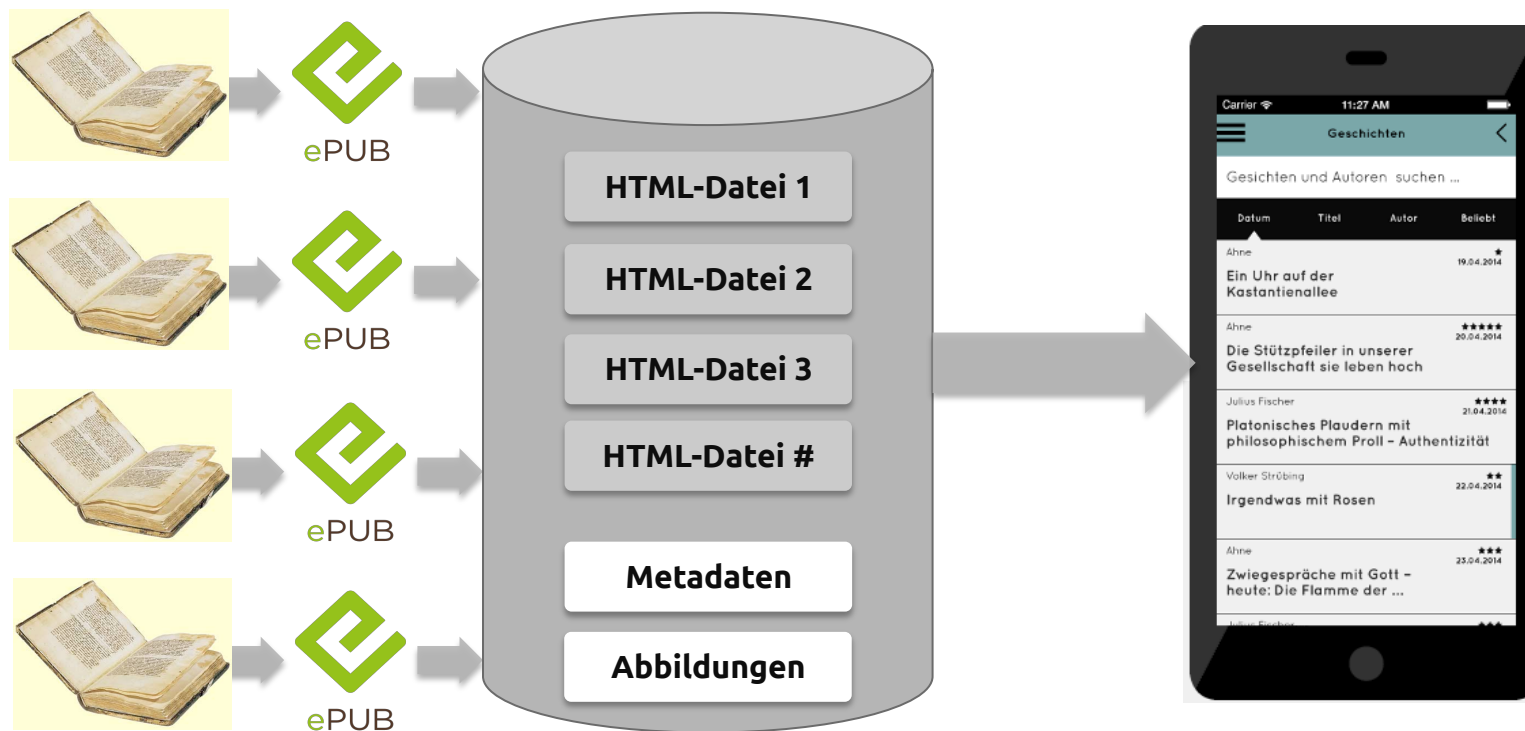 ePUB
ePUB
ePUB
ePUB
HTML-Datei 1
HTML-Datei 2
HTML-Datei 3
HTML-Datei #
Metadaten
Abbildungen
Carrier 11:27 AM
Geschichten
Gesichten und Autoren suchen ...
Datum Titel Autor Beliebt
Ahne
19.04.2014
Ein Uhr auf der
Kastantienallee
Ahne
20.04.2014
Die Stützpfeiler in unserer
Gesellschaft sie leben hoch
Julius Fischer
21.04.2014
Platonisches Plaudern mit
philosophischem Proll – Authentizität
Volker Strübing
22.04.2014
Irgendwas mit Rosen
Ahne
23.04.2014
Zwiegespräche mit Gott –
heute: Die Flamme der ...
Julius Fischer